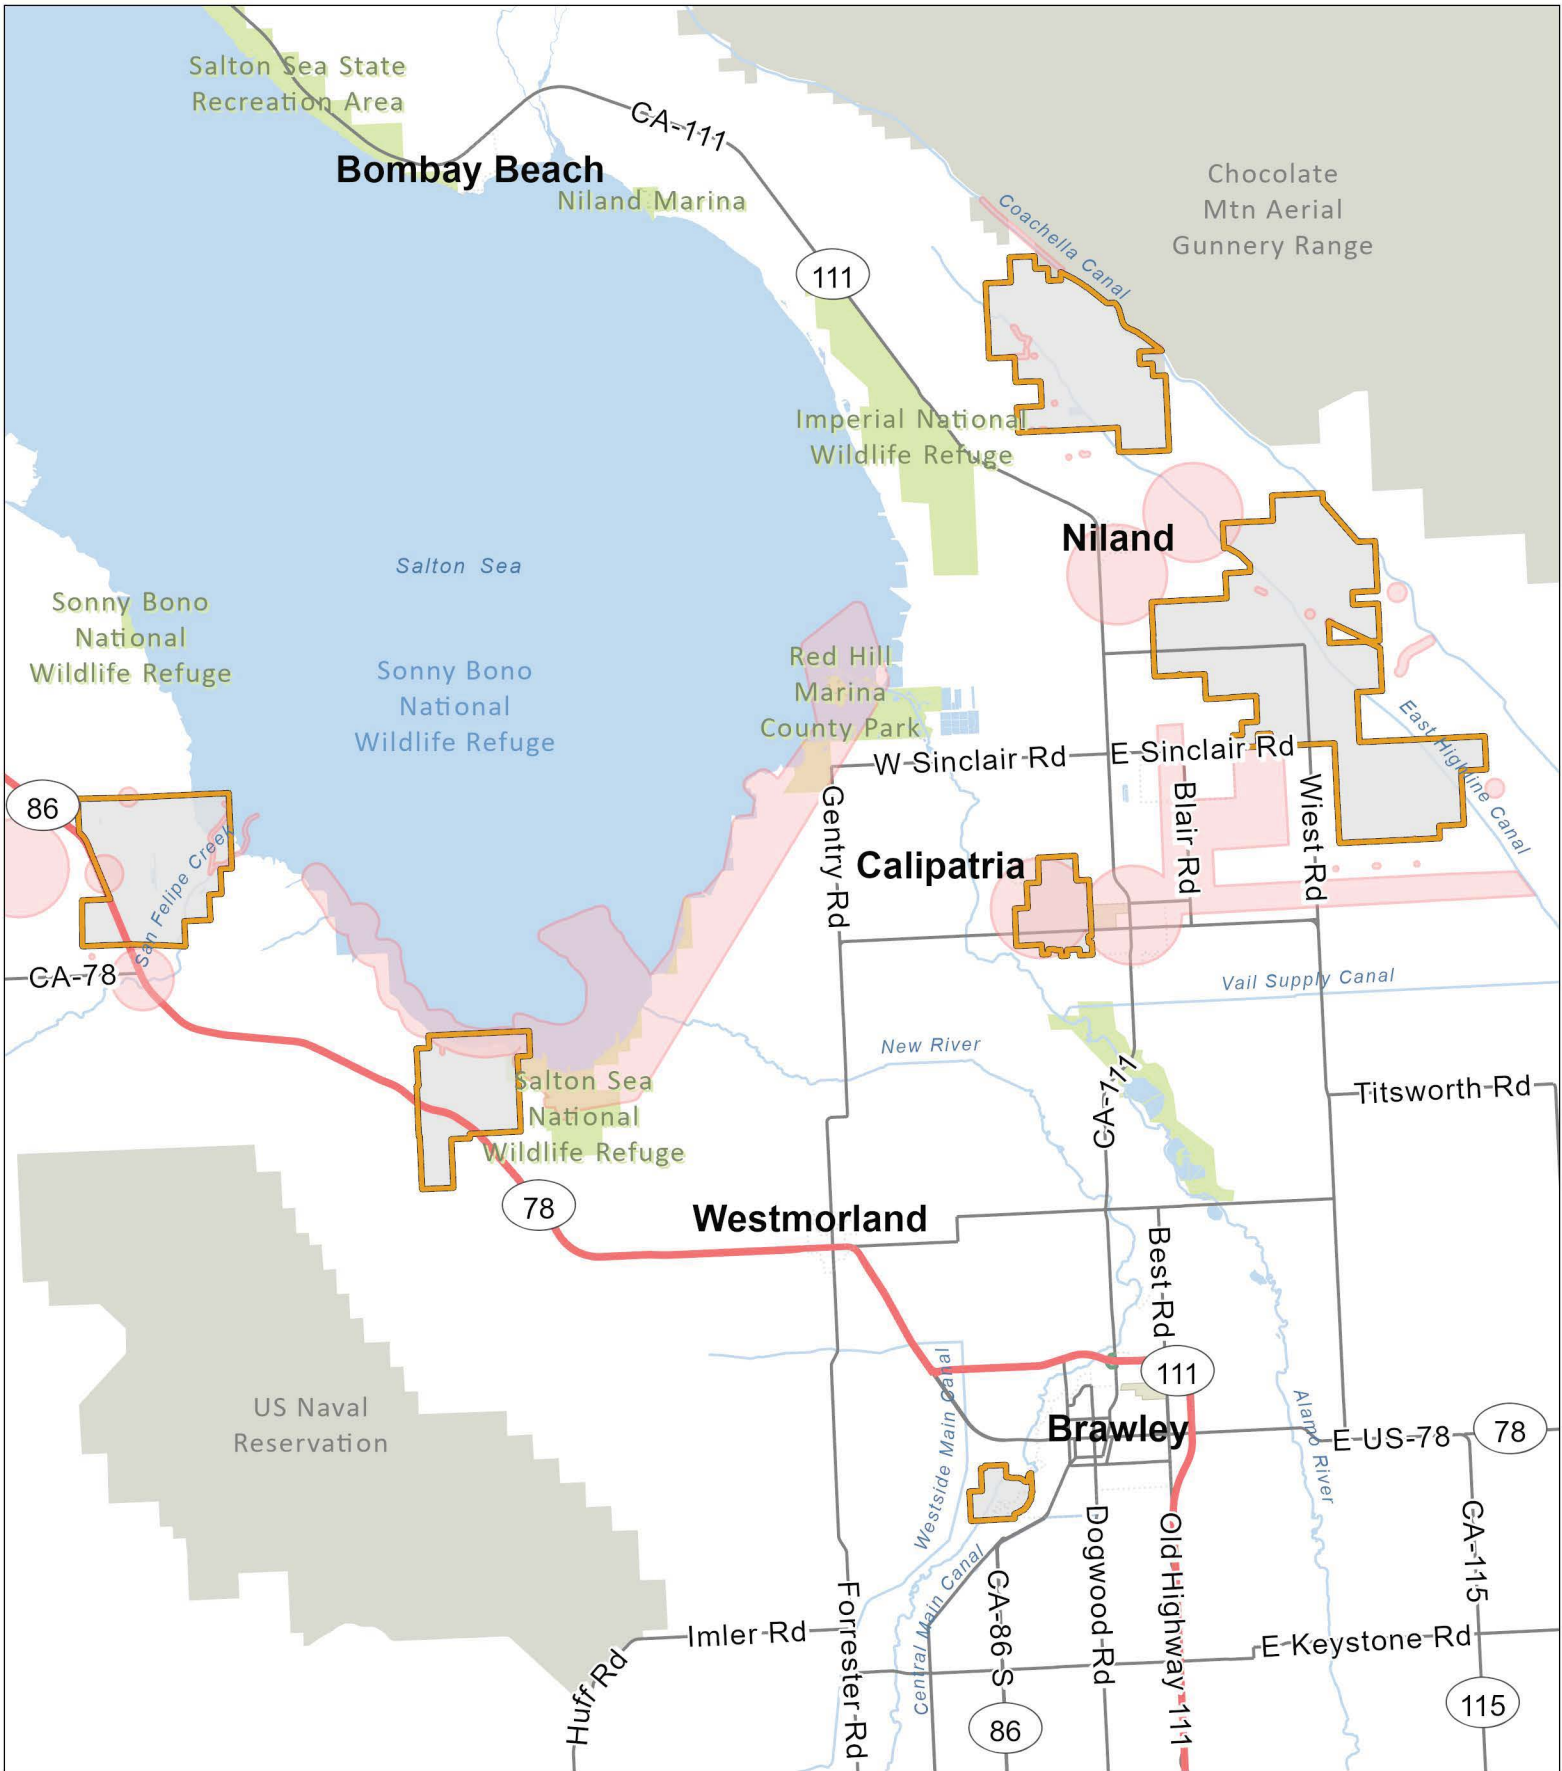 Salton Sea State
Recreation Area
CA-111
Bombay Beach
Niland Marina
Chocolate
Mtn Aerial
Gunnery Range
Coachella Canal
111
Imperial National
Wildlife Refuge
Niland
Salton Sea
Sonny Bono
National
Wildlife Refuge
Sonny Bono
National
Wildlife Refuge
Red Hill
Marina
County Park
East Highline Canal
W Sinclair Rd
E Sinclair Rd
86
Gentry Rd
Blair Rd
Wiest Rd
San Felipe Creek
Calipatria
CA-78
Vail Supply Canal
New River
CA-111
Titsworth Rd
Salton Sea
National
Wildlife Refuge
78
Westmorland
Best Rd
111
US Naval
Reservation
Westside Main Canal
Brawley
Alamo River
E US-78
78
Central Main Canal
CA-86 S
Dogwood Rd
Old Highway 111
CA-115
Forrester Rd
Imler Rd
Huff Rd
E Keystone Rd
86
115